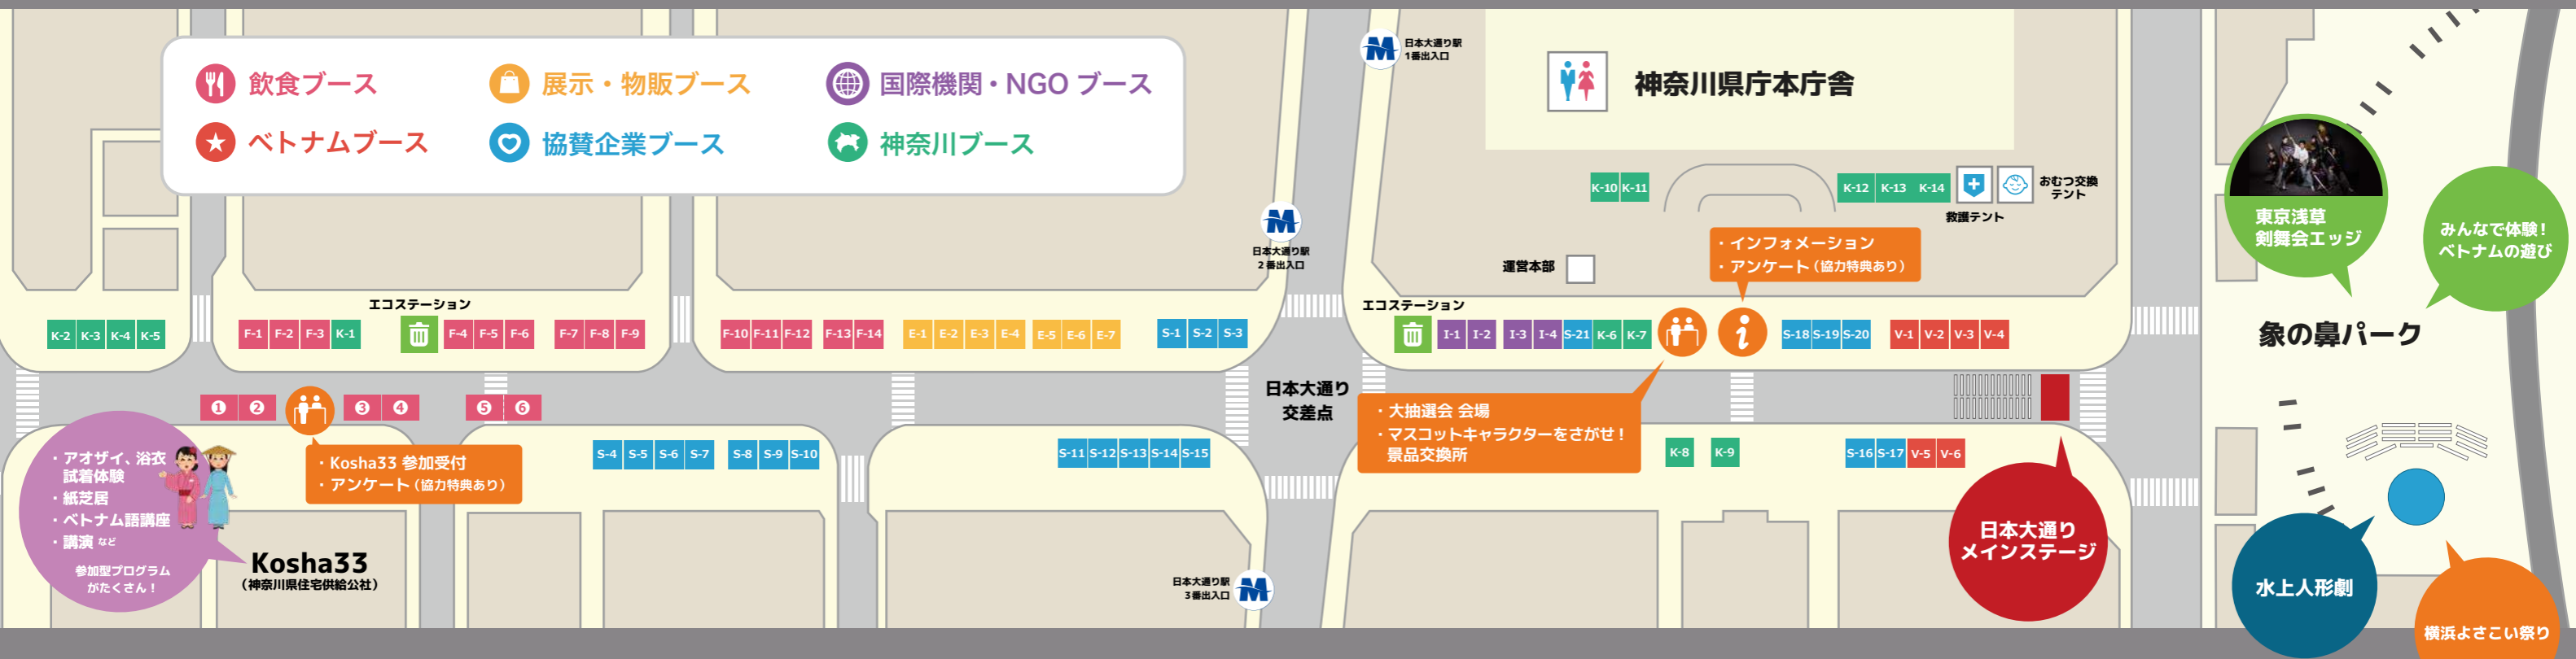 飲食ブース
展示・物販ブース
国際機関・NGO ブース
ベトナムブース
協賛企業ブース
神奈川ブース
日本大通り駅
1番出入口
神奈川県庁本庁舎
K-10 K-11
K-12 K-13 K-14
おむつ交換
テント
救護テント
日本大通り駅
2番出入口
運営本部
・インフォメーション
・アンケート（協力特典あり）
東京浅草
剣舞会エッジ
みんなで体験！
ベトナムの遊び
象の鼻パーク
エコステーション
エコステーション
K-2 K-3 K-4 K-5
F-1 F-2 F-3 K-1
F-4 F-5 F-6
F-7 F-8 F-9
F-10 F-11 F-12
F-13 F-14
E-1 E-2 E-3 E-4
E-5 E-6 E-7
S-1 S-2 S-3
I-1 I-2
I-3 I-4 S-21 K-6 K-7
S-18 S-19 S-20
V-1 V-2 V-3 V-4
❶ ❷
❸ ❹
❺ ❻
日本大通り
交差点
・大抽選会 会場
・マスコットキャラクターをさがせ！
景品交換所
・アオザイ、浴衣
試着体験
・紙芝居
・ベトナム語講座
・講演 など
参加型プログラム
がたくさん！
・Kosha33 参加受付
・アンケート（協力特典あり）
S-4 S-5 S-6 S-7
S-8 S-9 S-10
S-11 S-12 S-13 S-14 S-15
K-8
K-9
S-16 S-17 V-5 V-6
Kosha33
（神奈川県住宅供給公社）
日本大通り駅
3番出入口
日本大通り
メインステージ
水上人形劇
横浜よさこい祭り